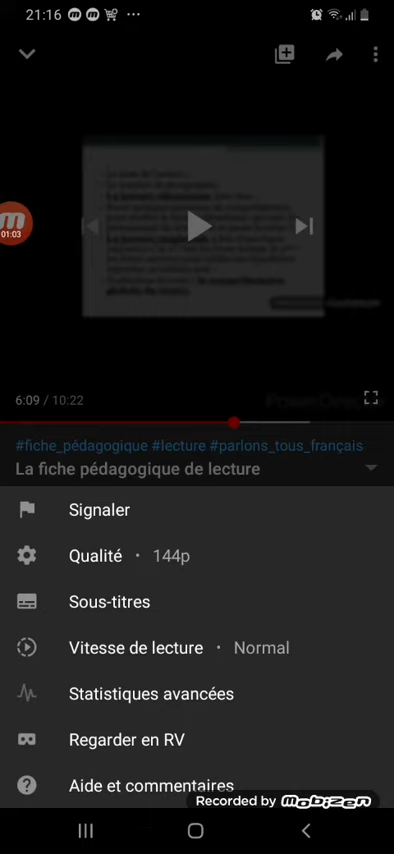 21:16
01:03
6:09 / 10:22
PowerDirector
#fiche_pédagogique #lecture #parlons_tous_français
La fiche pédagogique de lecture
Signaler
Qualité • 144p
Sous-titres
Vitesse de lecture • Normal
Statistiques avancées
Regarder en RV
Aide et commentaires
Recorded by mobizen